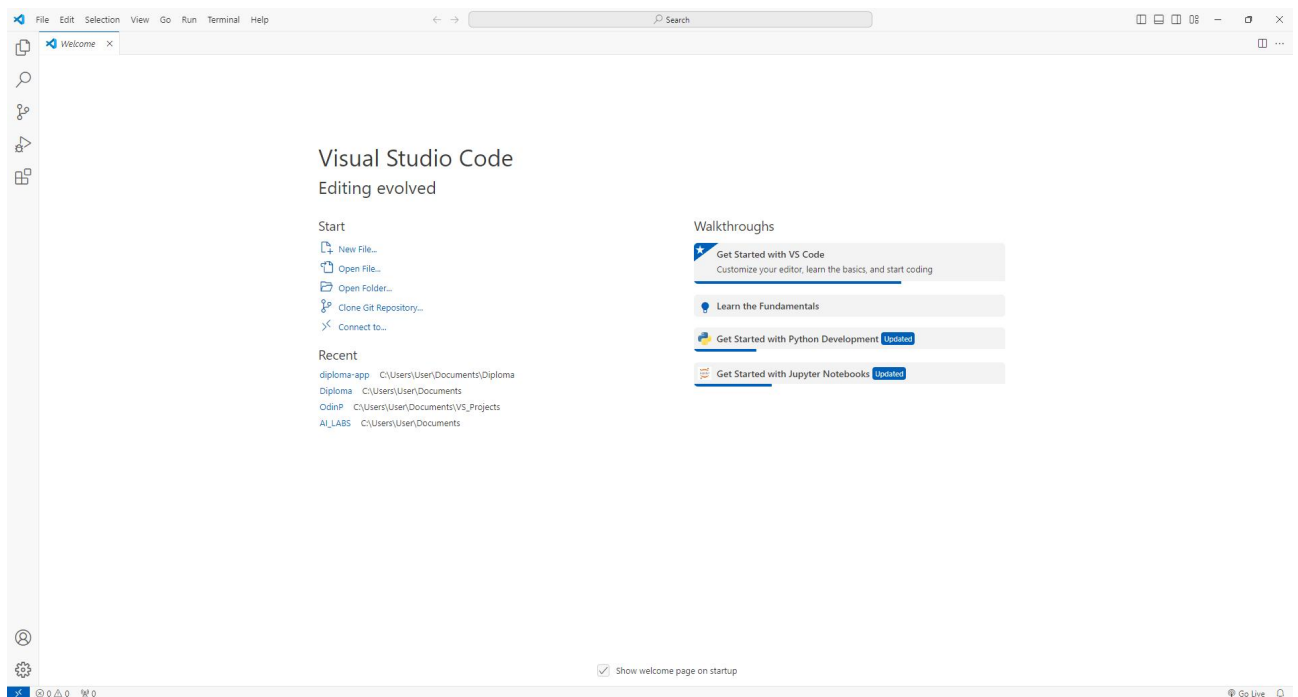 File Edit Selection View Go Run Terminal Help Search
Welcome
Visual Studio Code
Editing evolved
Start
New File...
Open File...
Open Folder...
Clone Git Repository...
Connect to...
Recent
diploma-app C:\Users\User\Documents\Diploma
Diploma C:\Users\User\Documents
OdinP C:\Users\User\Documents\VS_Projects
AI_LABS C:\Users\User\Documents
Walkthroughs
Get Started with VS Code
Customize your editor, learn the basics, and start coding
Learn the Fundamentals
Get Started with Python Development Updated
Get Started with Jupyter Notebooks Updated
Show welcome page on startup
0 0 0 Go Live